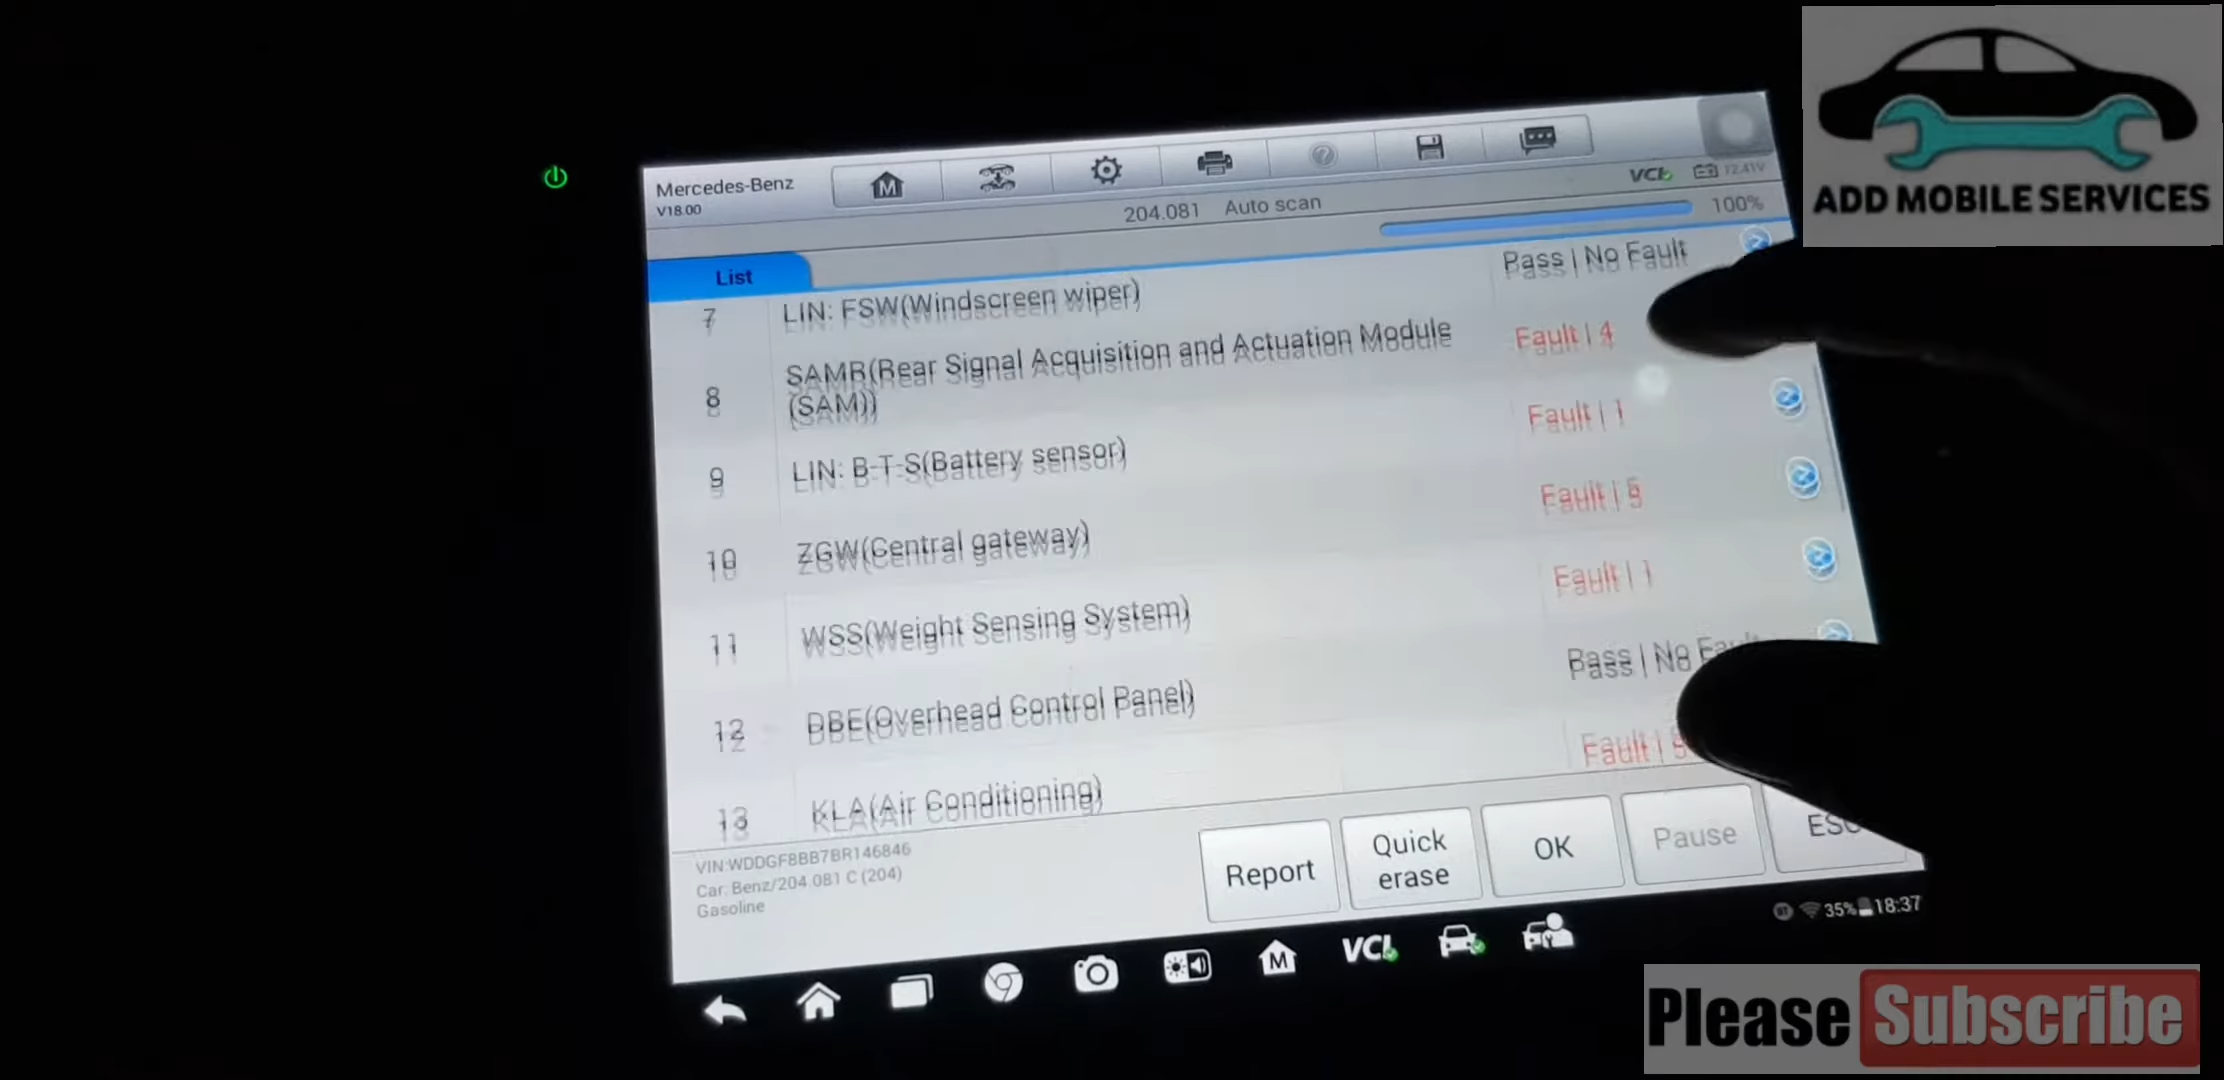 ADD MOBILE SERVICES
Mercedes-Benz
V18.00
VCI
204.081 Auto scan
100%
List
7 LIN: FSW(Windscreen wiper) Pass | No Fault
8 SAMR(Rear Signal Acquisition and Actuation Module
(SAM)) Fault | 4
9 LIN: B-T-S(Battery sensor) Fault | 1
10 ZGW(Central gateway) Fault |
11 WSS(Weight Sensing System) Fault | 1
12 DBE(Overhead Control Panel) Pass | No
13 KLA(Air Conditioning) Fault |
VIN:WDDGF8BB7BR146846
Car: Benz/204.081 C (204)
Gasoline
Report
Quick
erase
OK
Pause
ESC
35% 18:37
VCI
Please Subscribe